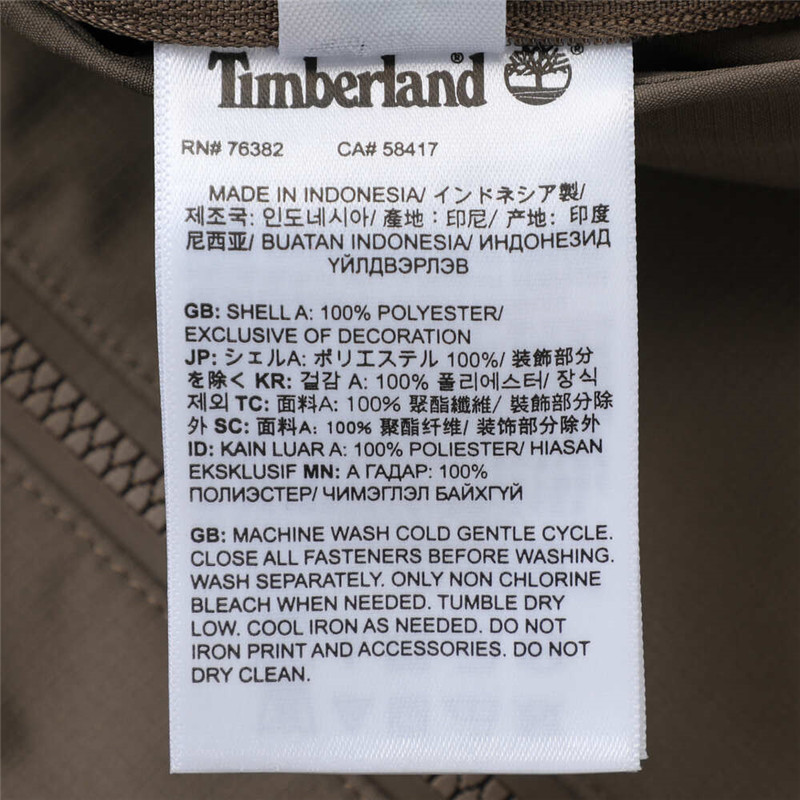 Timberland®
RN# 76382 CA# 58417
MADE IN INDONESIA/ インドネシア製/
제조국: 인도네시아/ 產地：印尼/ 产地: 印度
尼西亚/ BUATAN INDONESIA/ ИНДОНЕЗИД
ҮЙЛДВЭРЛЭВ
GB: SHELL A: 100% POLYESTER/
EXCLUSIVE OF DECORATION
JP: シェルA: ポリエステル 100%/ 装飾部分
を除く KR: 겉감 A: 100% 폴리에스터/ 장식
제외 TC: 面料A: 100% 聚酯纖維/ 裝飾部分除
外 SC: 面料A: 100% 聚酯纤维/ 装饰部分除外
ID: KAIN LUAR A: 100% POLIESTER/ HIASAN
EKSKLUSIF MN: А ГАДАР: 100%
ПОЛИЭСТЕР/ ЧИМЭГЛЭЛ БАЙХГҮЙ
GB: MACHINE WASH COLD GENTLE CYCLE.
CLOSE ALL FASTENERS BEFORE WASHING.
WASH SEPARATELY. ONLY NON CHLORINE
BLEACH WHEN NEEDED. TUMBLE DRY
LOW. COOL IRON AS NEEDED. DO NOT
IRON PRINT AND ACCESSORIES. DO NOT
DRY CLEAN.